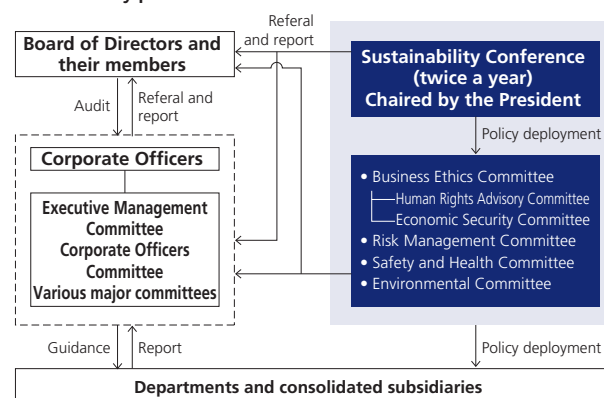 Referral
and report
Board of Directors and
their members
Sustainability Conference
(twice a year)
Chaired by the President
Audit
Referral and
report
Policy deployment
Corporate Officers
Executive Management
Committee
Corporate Officers
Committee
Various major committees
• Business Ethics Committee
Human Rights Advisory Committee
Economic Security Committee
• Risk Management Committee
• Safety and Health Committee
• Environmental Committee
Guidance
Report
Policy deployment
Departments and consolidated subsidiaries